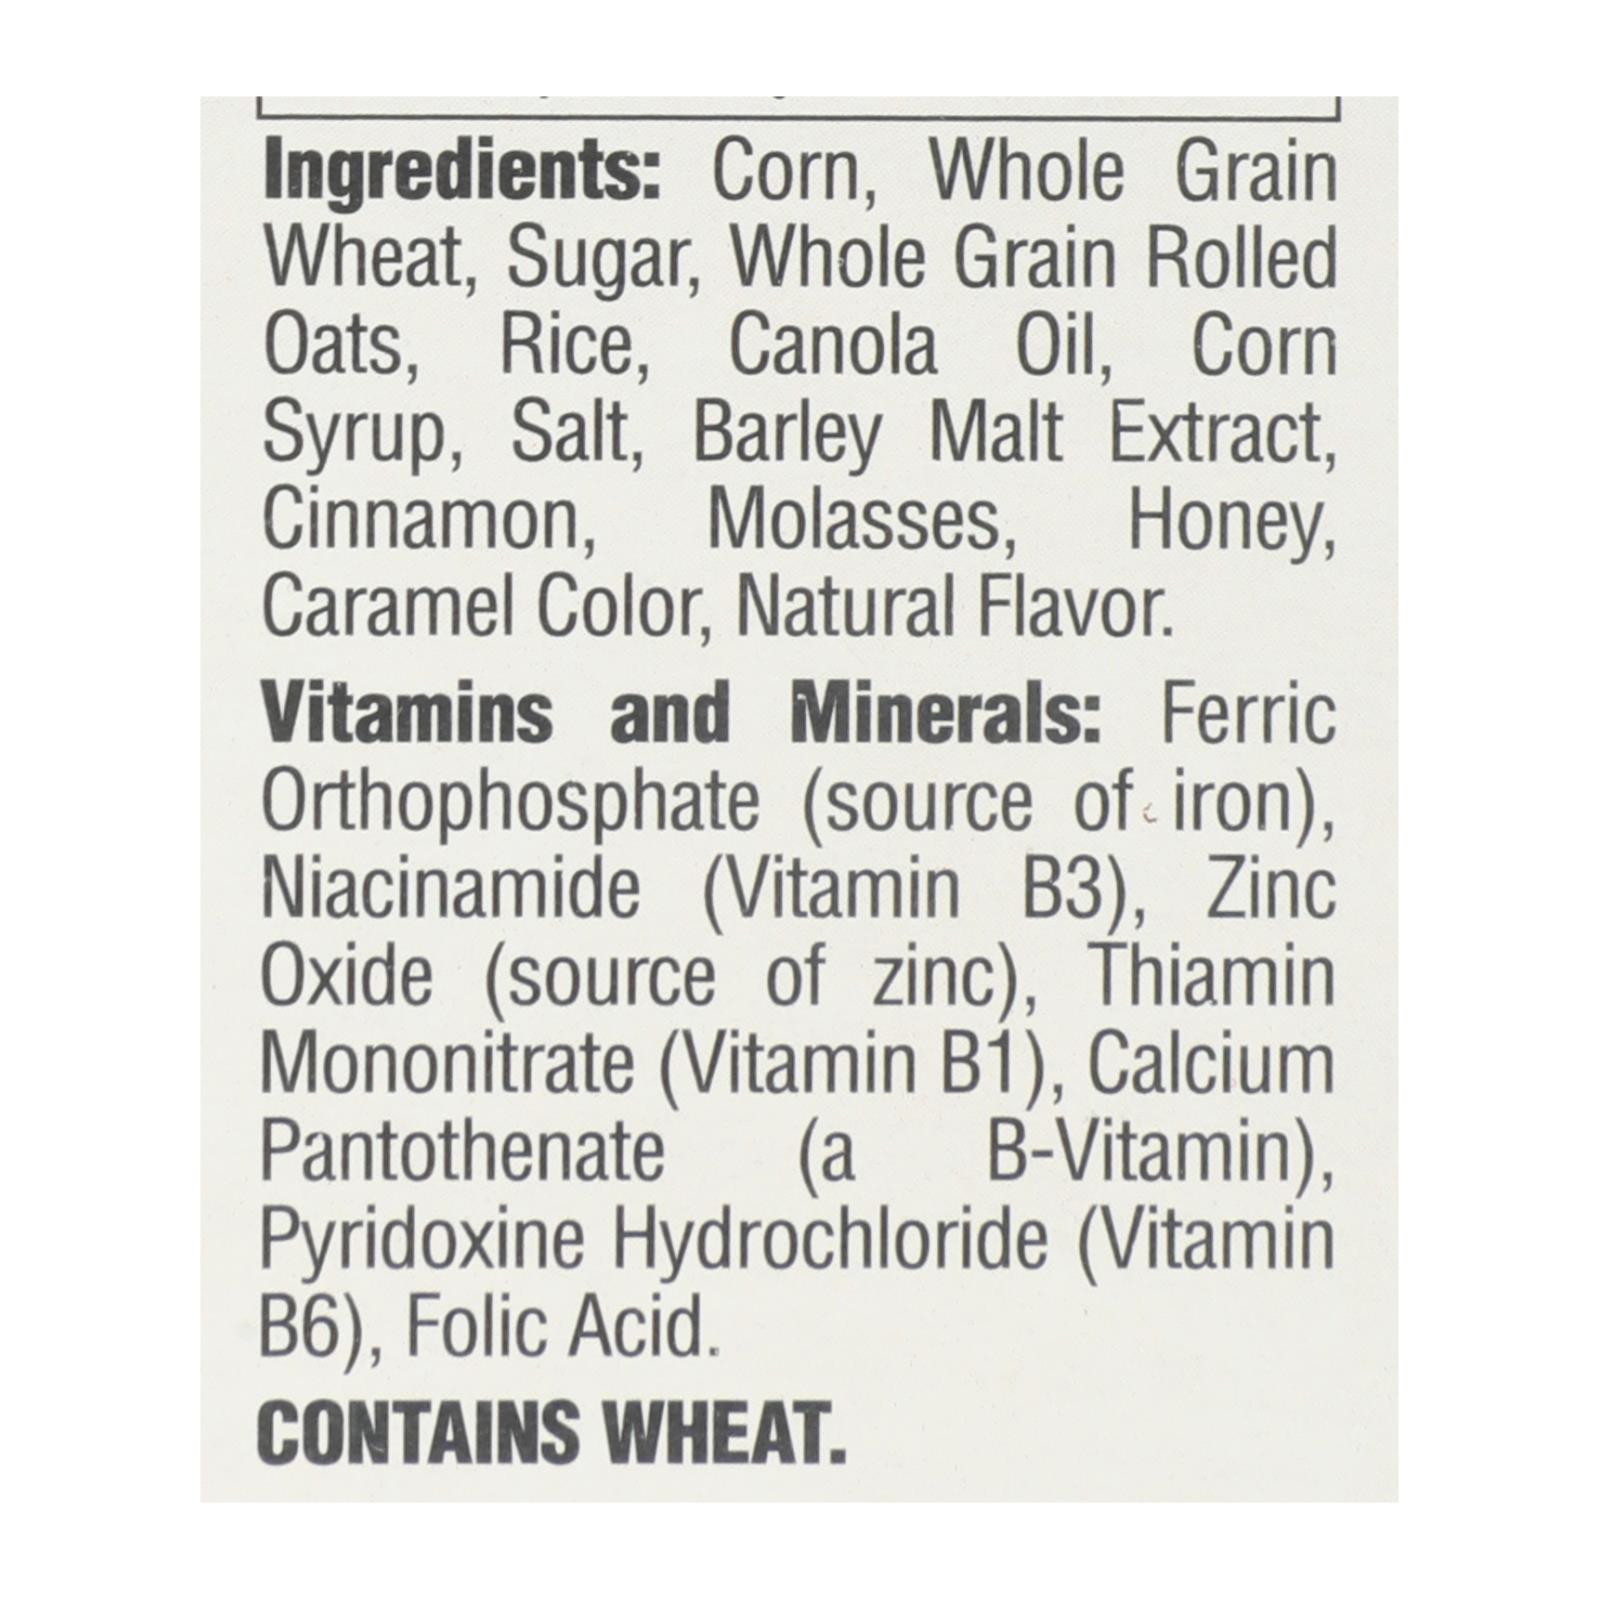 Ingredients: Corn, Whole Grain
Wheat, Sugar, Whole Grain Rolled
Oats, Rice, Canola Oil, Corn
Syrup, Salt, Barley Malt Extract,
Cinnamon, Molasses, Honey,
Caramel Color, Natural Flavor.
Vitamins and Minerals: Ferric
Orthophosphate (source of iron),
Niacinamide (Vitamin B3), Zinc
Oxide (source of zinc), Thiamin
Mononitrate (Vitamin B1), Calcium
Pantothenate (a B-Vitamin),
Pyridoxine Hydrochloride (Vitamin
B6), Folic Acid.
CONTAINS WHEAT.